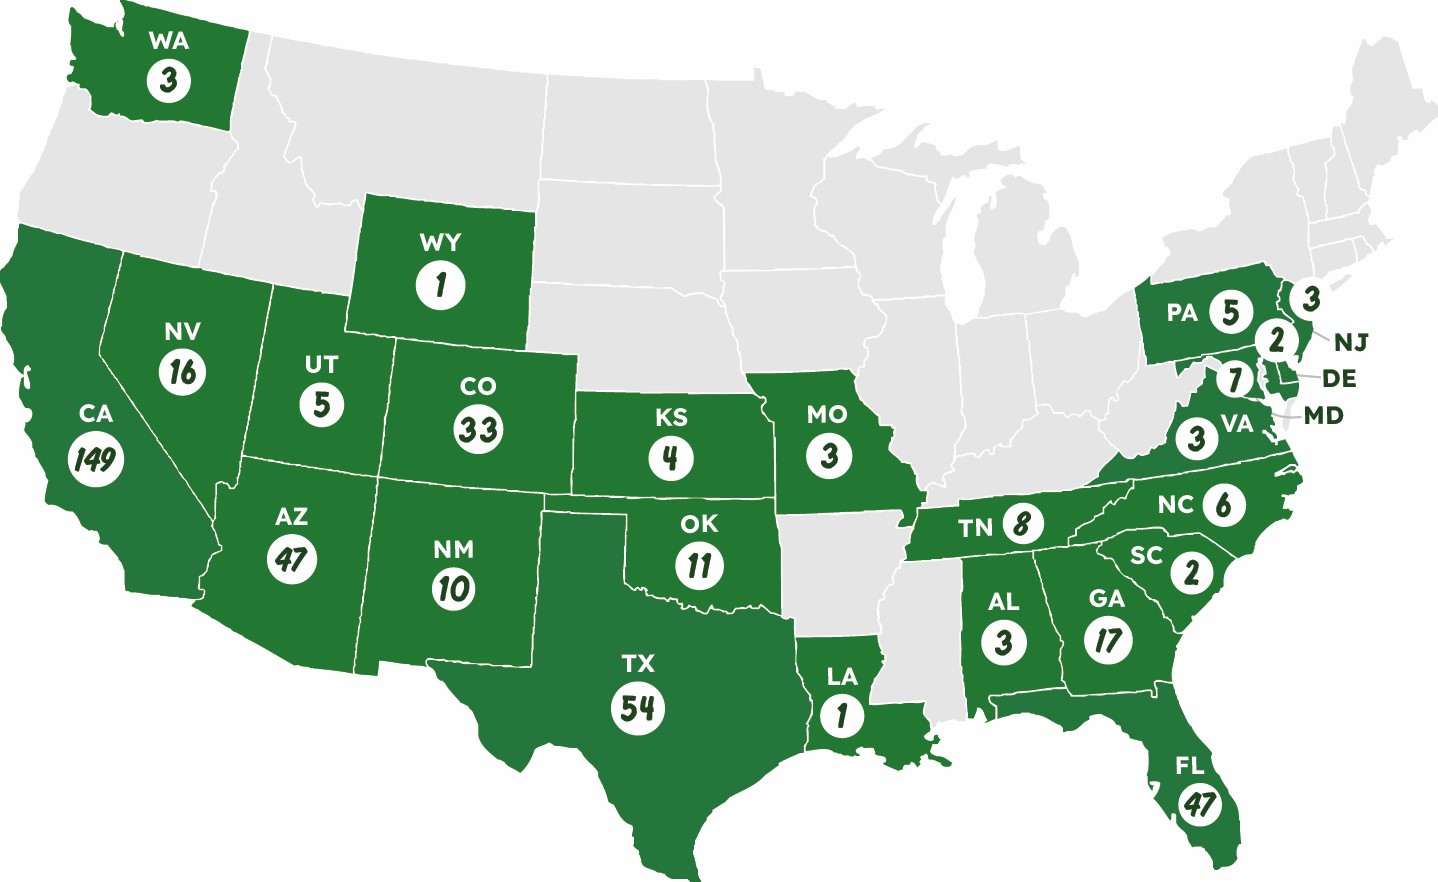 WA
3
WY
1
NV
16
UT
5
CO
33
CA
149
KS
4
MO
3
PA
5
3
NJ
2
DE
7
MD
VA
3
AZ
47
NM
10
OK
11
TN
8
NC
6
SC
2
AL
3
GA
17
TX
54
LA
1
FL
47